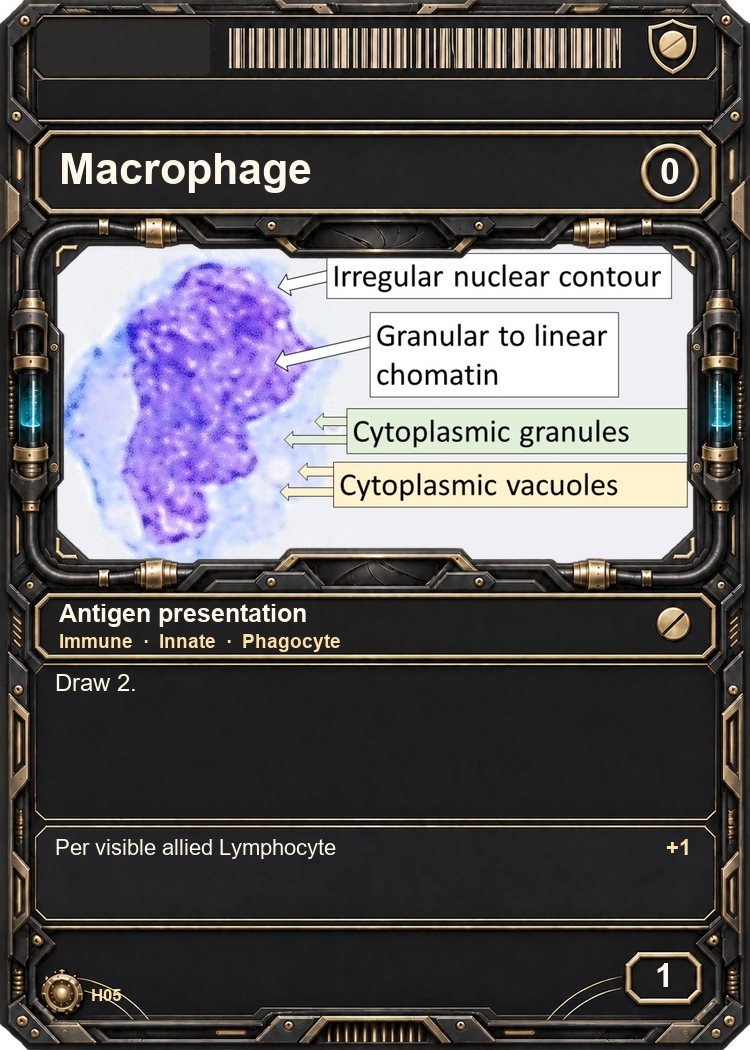 Macrophage
0
Irregular nuclear contour
Granular to linear
chomatin
Cytoplasmic granules
Cytoplasmic vacuoles
Antigen presentation
Immune · Innate · Phagocyte
Draw 2.
Per visible allied Lymphocyte +1
H05
1